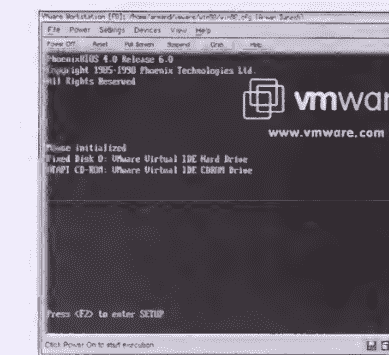 VMware Workstation
File Power Settings Devices View Help
Power Off Reset Full Screen Suspend Grab Help
PhoenixBIOS 4.0 Release 6.0
Copyright 1985-1998 Phoenix Technologies Ltd.
All Rights Reserved
vmwar
www.vmware.com
Mouse initialized
Fixed Disk 0: VMware Virtual IDE Hard Drive
ATAPI CD-ROM: VMware Virtual IDE CDROM Drive
Press <F2> to enter SETUP
Click Power On to start execution